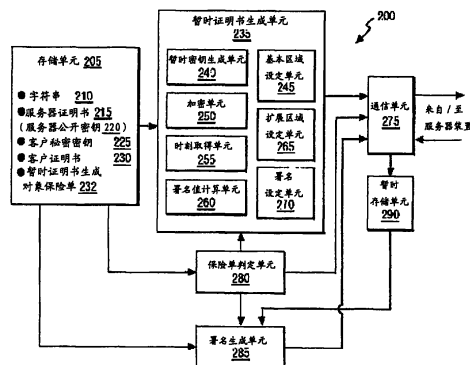 200
暂时证明书生成单元
235
存储单元 205
● 字符串 210
● 服务器证明书 215
(服务器公开密钥 220)
● 客户秘密密钥 225
● 客户证明书 230
● 暂时证明书生成
对象保险单 232
暂时密钥生成单元
240
加密单元
250
时刻取得单元
255
署名值计算单元
260
基本区域
设定单元
245
扩展区域
设定单元
265
署名
设定单元
270
通信单元
275
来自/至
服务器装置
暂时
存储单元
290
保险单判定单元
280
署名生成单元
285